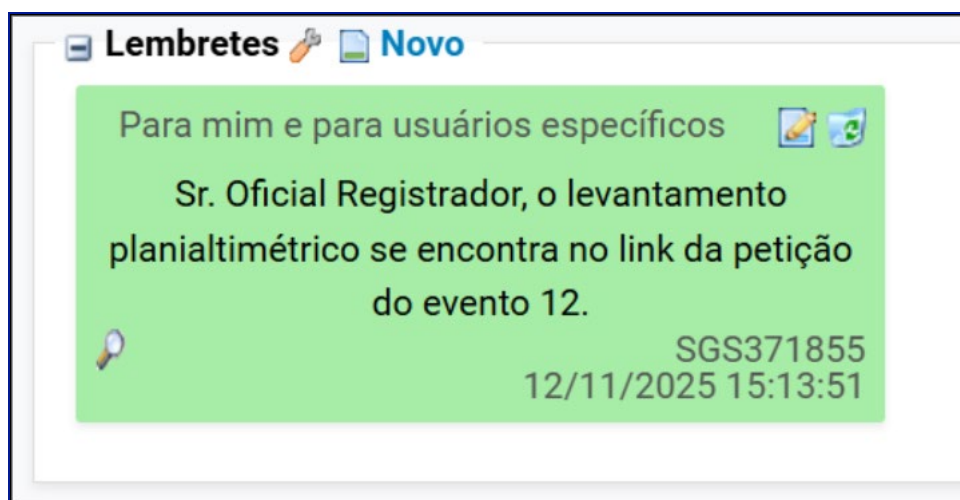 Lembretes Novo
Para mim e para usuários específicos
Sr. Oficial Registrador, o levantamento
planialtimétrico se encontra no link da petição
do evento 12.
SGS371855
12/11/2025 15:13:51